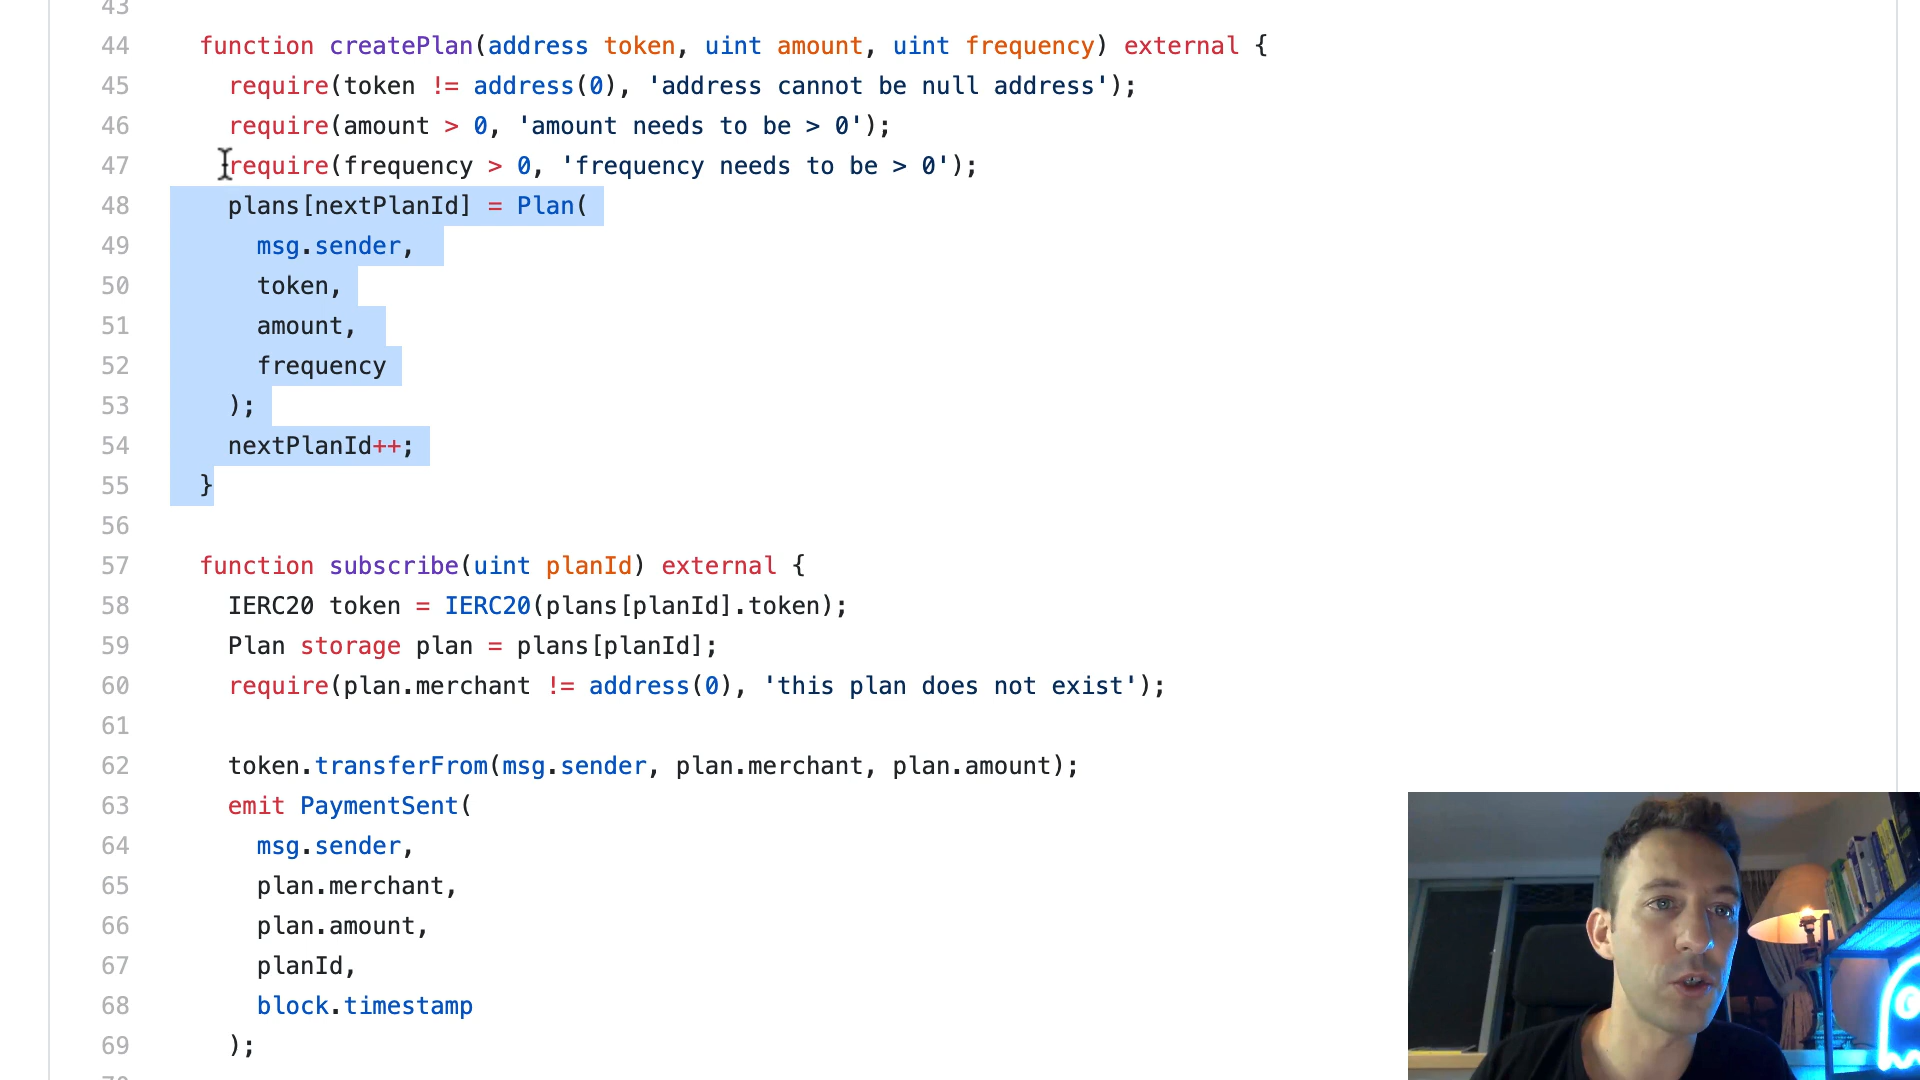 43
44 function createPlan(address token, uint amount, uint frequency) external {
45 require(token != address(0), 'address cannot be null address');
46 require(amount > 0, 'amount needs to be > 0');
47 require(frequency > 0, 'frequency needs to be > 0');
48 plans[nextPlanId] = Plan(
49 msg.sender,
50 token,
51 amount,
52 frequency
53 );
54 nextPlanId++;
55 }
56
57 function subscribe(uint planId) external {
58 IERC20 token = IERC20(plans[planId].token);
59 Plan storage plan = plans[planId];
60 require(plan.merchant != address(0), 'this plan does not exist');
61
62 token.transferFrom(msg.sender, plan.merchant, plan.amount);
63 emit PaymentSent(
64 msg.sender,
65 plan.merchant,
66 plan.amount,
67 planId,
68 block.timestamp
69 );